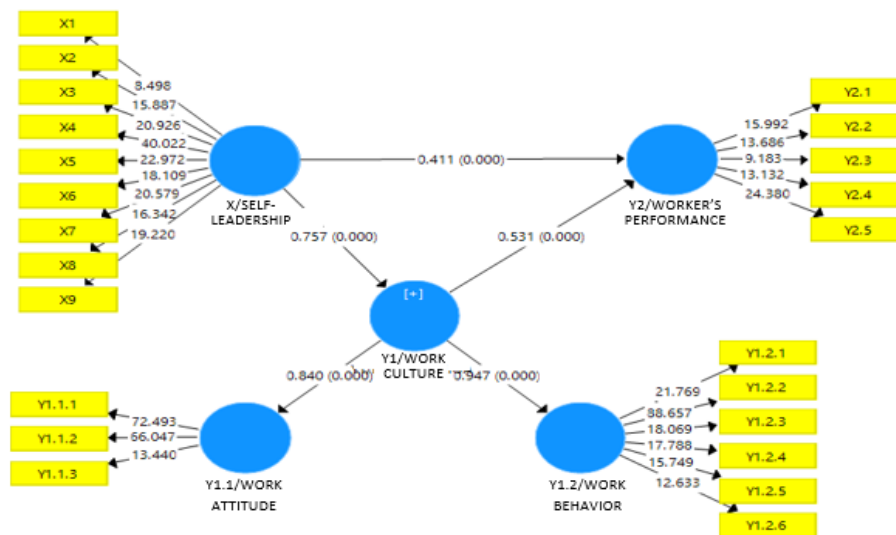 X1
X2
X3
X4
X5
X6
X7
X8
X9
8.498
15.887
20.926
40.022
22.972
18.109
20.579
16.342
19.220
X/SELF-
LEADERSHIP
0.411 (0.000)
0.757 (0.000)
0.531 (0.000)
Y2/WORKER'S
PERFORMANCE
15.992
13.686
9.183
13.132
24.380
Y2.1
Y2.2
Y2.3
Y2.4
Y2.5
[+]
Y1/WORK
CULTURE
0.840 (0.000)
0.947 (0.000)
Y1.1.1
Y1.1.2
Y1.1.3
72.493
66.047
13.440
Y1.1/WORK
ATTITUDE
Y1.2/WORK
BEHAVIOR
21.769
88.657
18.069
17.788
15.749
12.633
Y1.2.1
Y1.2.2
Y1.2.3
Y1.2.4
Y1.2.5
Y1.2.6